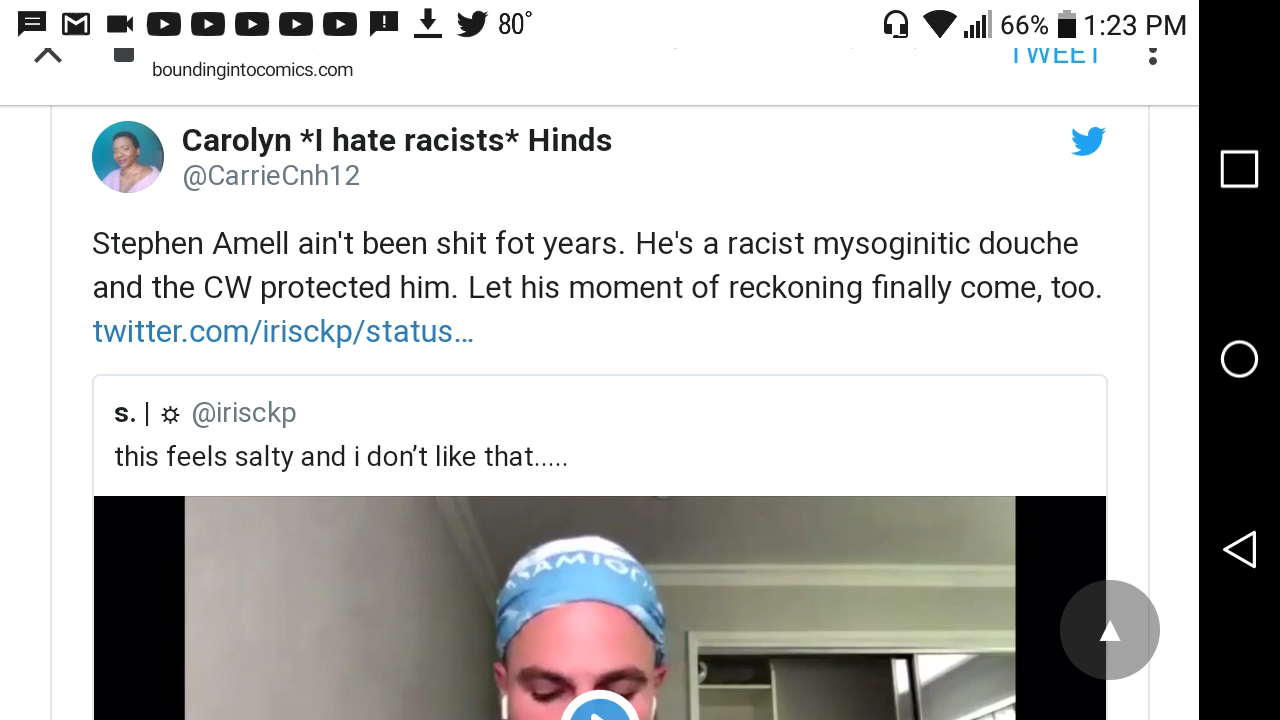 80°
66% 1:23 PM
TWEET
boundingintocomics.com
Carolyn *I hate racists* Hinds
@CarrieCnh12
Stephen Amell ain't been shit fot years. He's a racist mysoginitic douche
and the CW protected him. Let his moment of reckoning finally come, too.
twitter.com/irisckp/status…
s. | ☼ @irisckp
this feels salty and i don’t like that.....